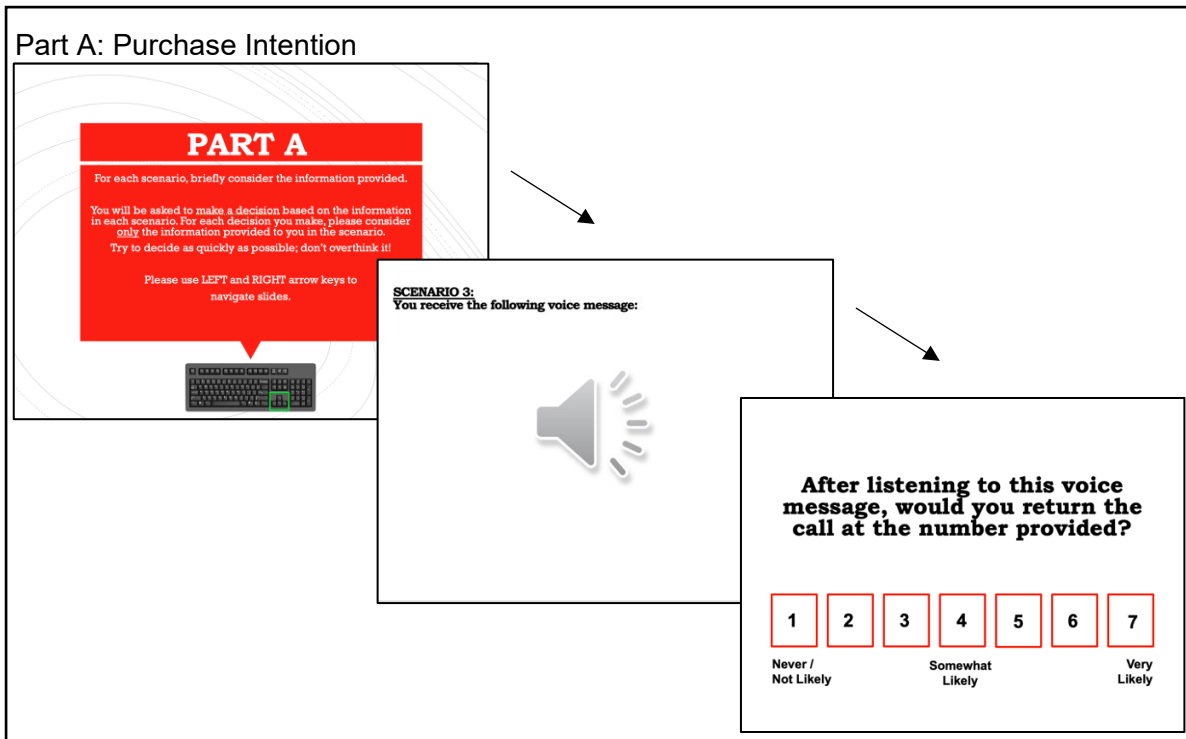 Part A: Purchase Intention
PART A
For each scenario, briefly consider the information provided.
You will be asked to make a decision based on the information
in each scenario. For each decision you make, please consider
only the information provided to you in the scenario.
Try to decide as quickly as possible; don't overthink it!
Please use LEFT and RIGHT arrow keys to
navigate slides.
SCENARIO 3:
You receive the following voice message:
After listening to this voice
message, would you return the
call at the number provided?
1 2 3 4 5 6 7
Never / Somewhat Very
Not Likely Likely Likely